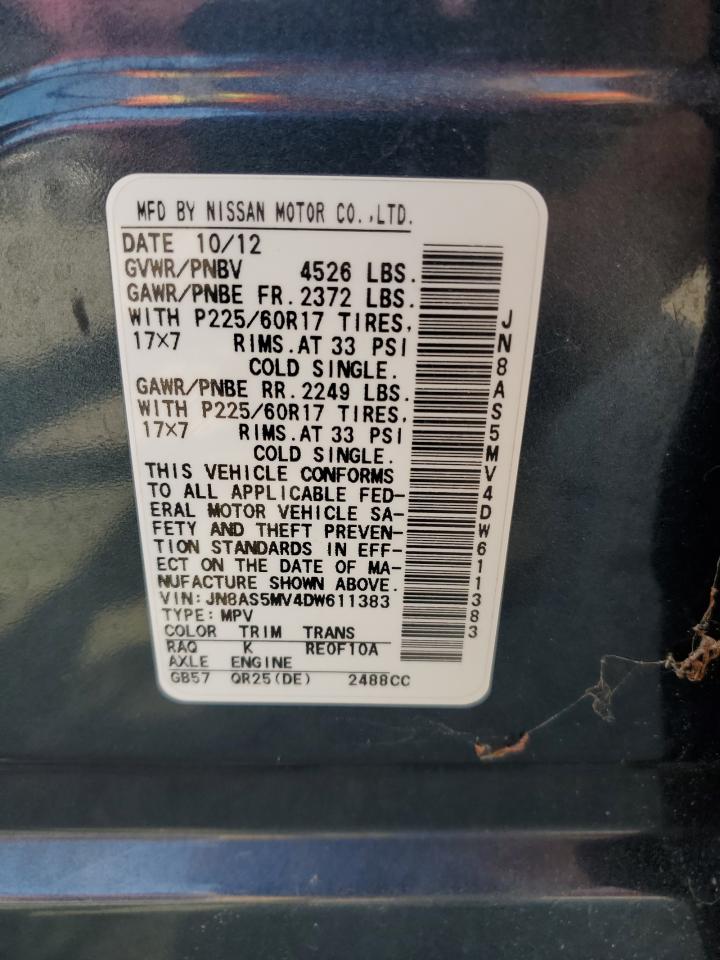 MFD BY NISSAN MOTOR CO.,LTD.
DATE 10/12
GVWR/PNBV 4526 LBS.
GAWR/PNBE FR. 2372 LBS.
WITH P225/60R17 TIRES,
17×7 RIMS.AT 33 PSI
COLD SINGLE.
GAWR/PNBE RR. 2249 LBS.
WITH P225/60R17 TIRES,
17×7 RIMS.AT 33 PSI
COLD SINGLE.
THIS VEHICLE CONFORMS
TO ALL APPLICABLE FED-
ERAL MOTOR VEHICLE SA-
FETY AND THEFT PREVEN-
TION STANDARDS IN EFF-
ECT ON THE DATE OF MA-
NUFACTURE SHOWN ABOVE.
VIN: JN8AS5MV4DW611383
TYPE: MPV
COLOR TRIM TRANS
RAQ K RE0F10A
AXLE ENGINE
GB57 QR25(DE) 2488CC
JN8AS5MV4DW611383